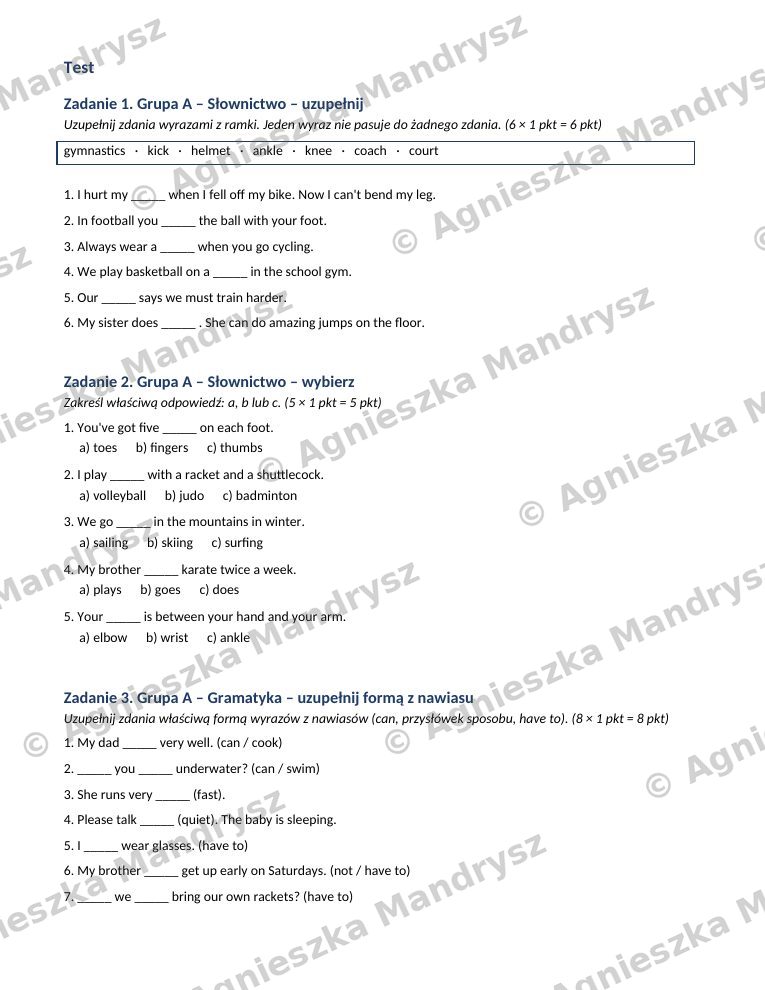 Test
Zadanie 1. Grupa A – Słownictwo – uzupełnij
Uzupełnij zdania wyrazami z ramki. Jeden wyraz nie pasuje do żadnego zdania. (6 × 1 pkt = 6 pkt)
gymnastics · kick · helmet · ankle · knee · coach · court
1. I hurt my _____ when I fell off my bike. Now I can't bend my leg.
2. In football you _____ the ball with your foot.
3. Always wear a _____ when you go cycling.
4. We play basketball on a _____ in the school gym.
5. Our _____ says we must train harder.
6. My sister does _____ . She can do amazing jumps on the floor.
Zadanie 2. Grupa A – Słownictwo – wybierz
Zakreśl właściwą odpowiedź: a, b lub c. (5 × 1 pkt = 5 pkt)
1. You've got five _____ on each foot.
a) toes b) fingers c) thumbs
2. I play _____ with a racket and a shuttlecock.
a) volleyball b) judo c) badminton
3. We go _____ in the mountains in winter.
a) sailing b) skiing c) surfing
4. My brother _____ karate twice a week.
a) plays b) goes c) does
5. Your _____ is between your hand and your arm.
a) elbow b) wrist c) ankle
Zadanie 3. Grupa A – Gramatyka – uzupełnij formą z nawiasu
Uzupełnij zdania właściwą formą wyrazów z nawiasów (can, przysłówek sposobu, have to). (8 × 1 pkt = 8 pkt)
1. My dad _____ very well. (can / cook)
2. _____ you _____ underwater? (can / swim)
3. She runs very _____ (fast).
4. Please talk _____ (quiet). The baby is sleeping.
5. I _____ wear glasses. (have to)
6. My brother _____ get up early on Saturdays. (not / have to)
7. _____ we _____ bring our own rackets? (have to)
© Agnieszka Mandrysz